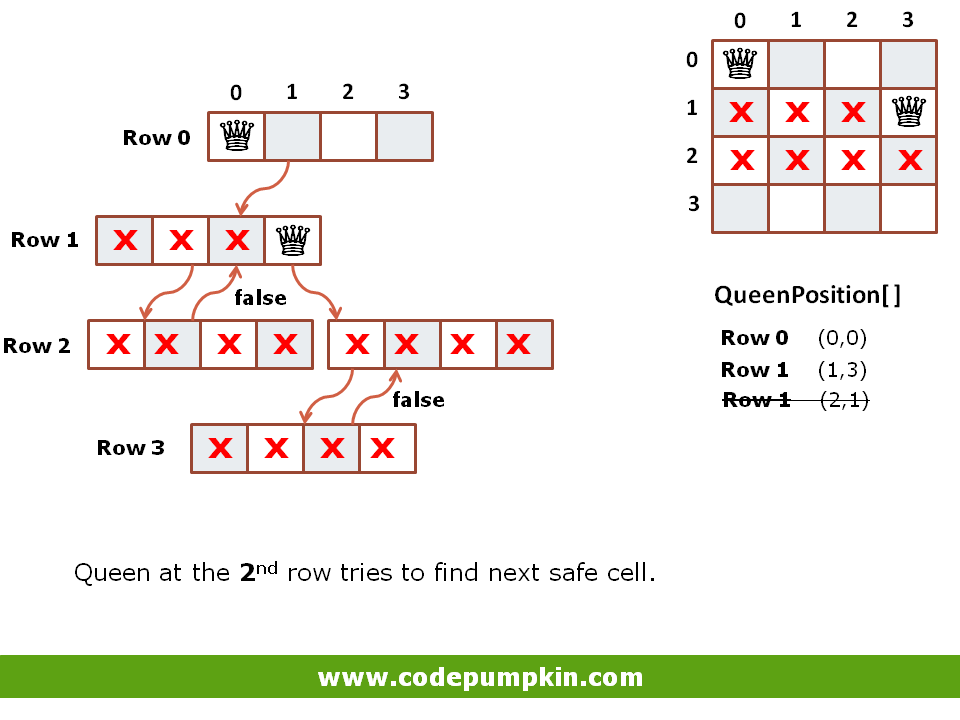 0 1 2 3
Row 0
Row 1 X X X
false
Row 2 X X X X X X X X
false
Row 3 X X X X
Queen at the 2nd row tries to find next safe cell.
0 1 2 3
0
1 X X X
2 X X X X
3
QueenPosition[]
Row 0 (0,0)
Row 1 (1,3)
Row 1 (2,1)
www.codepumpkin.com